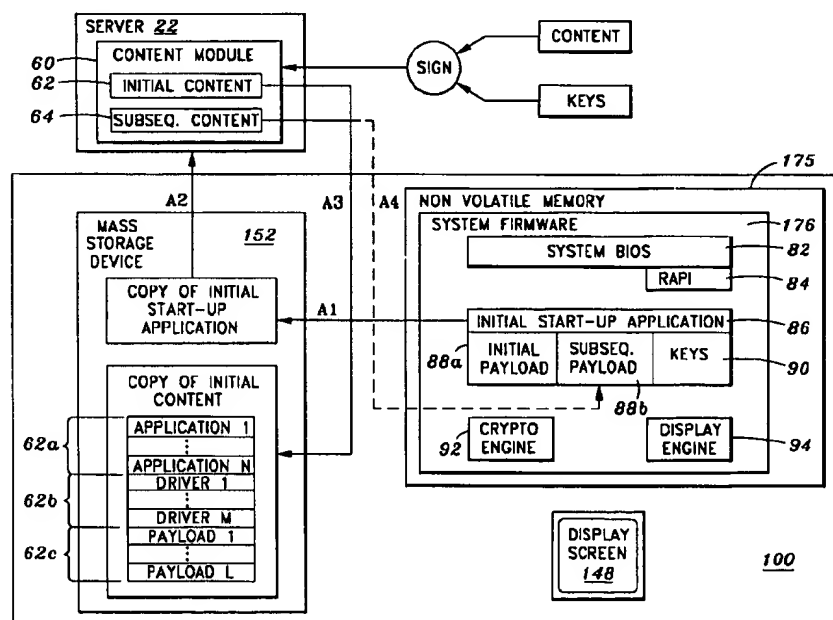 SERVER 22
60
CONTENT MODULE
62
INITIAL CONTENT
64
SUBSEQ. CONTENT
SIGN
CONTENT
KEYS
A2
A3
A4
175
NON VOLATILE MEMORY
176
SYSTEM FIRMWARE
SYSTEM BIOS
82
RAPI
84
MASS
STORAGE
DEVICE
152
COPY OF INITIAL
START-UP
APPLICATION
A1
INITIAL START-UP APPLICATION
86
88a
INITIAL
PAYLOAD
SUBSEQ.
PAYLOAD
KEYS
90
88b
92
CRYPTO
ENGINE
DISPLAY
ENGINE
94
COPY OF INITIAL
CONTENT
62a
APPLICATION 1
APPLICATION N
62b
DRIVER 1
DRIVER M
62c
PAYLOAD 1
PAYLOAD L
DISPLAY
SCREEN
148
100